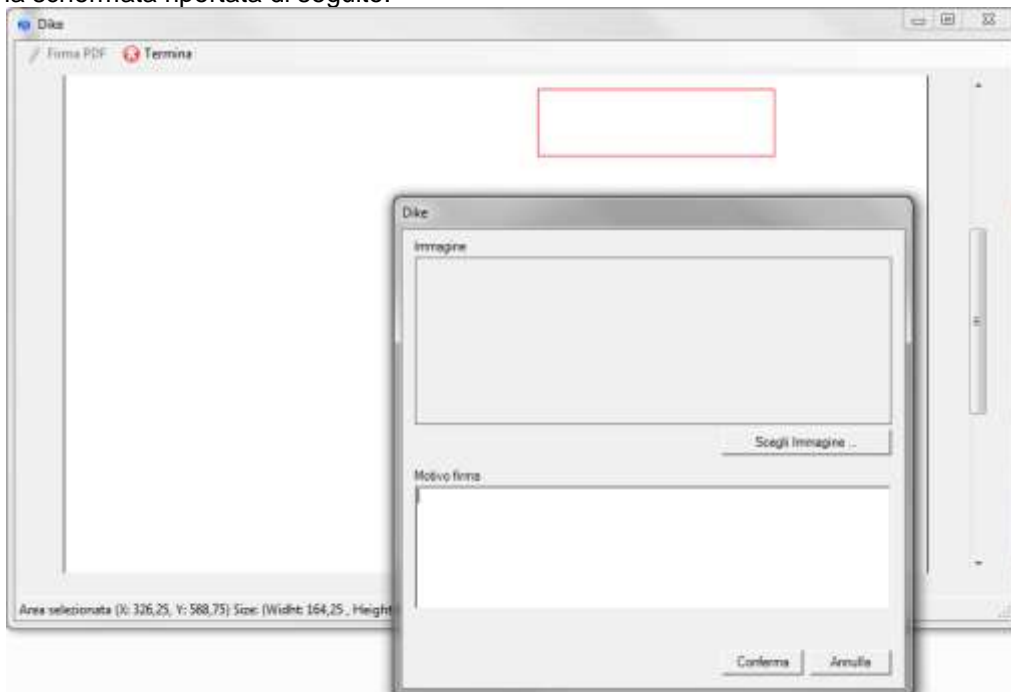 la schermata riportata di seguito.
Dike
Firma PDF Termina
Dike
Immagine
Scegli Immagine ...
Motivo firma
Area selezionata (X: 326,25, Y: 588,75) Size: (Widht: 164,25 , Height
Conferma Annulla